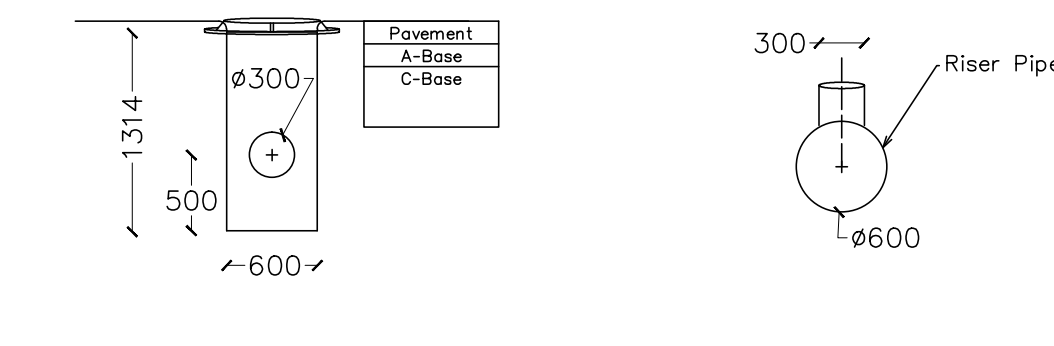 Pavement
A-Base
C-Base
ø300
1314
500
600
300
Riser Pipe
ø600